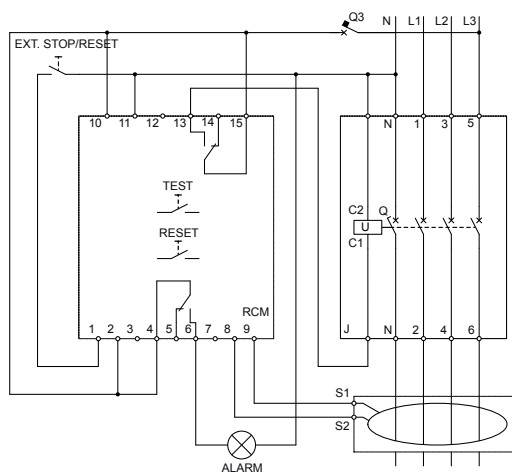 Q3 N L1 L2 L3
EXT. STOP/RESET
10 11 12 13 14 15 N 1 3 5
TEST
C2 Q
U
C1
RESET
RCM
1 2 3 4 5 6 7 8 9 J N 2 4 6
S1
S2
ALARM